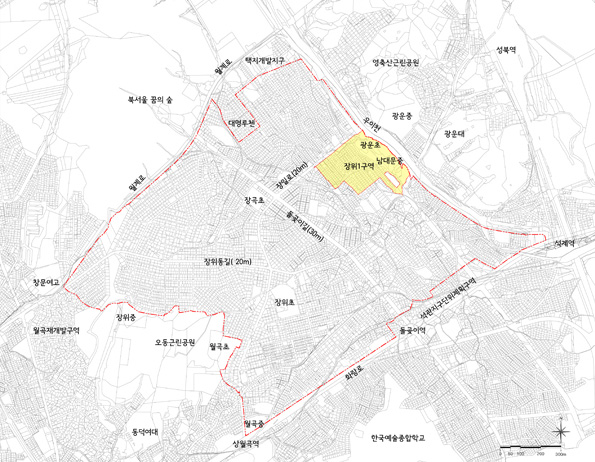 성북역
택지개발지구
영축산근린공원
월계로
북서울 꿈의 숲
광운중
우이천
대명루첸
광운대
광운초
남대문중
장위1구역
장일로(20m)
월계로
장곡초
돌곶이길(30m)
석계역
장위동길( 20m)
창문여고
장위초
석관지구단위계획구역
장위중
월곡재개발구역
돌곶이역
오동근린공원
월곡초
화랑로
월곡중
동덕여대
상월곡역
한국예술종합학교
0 50 100 200 300m